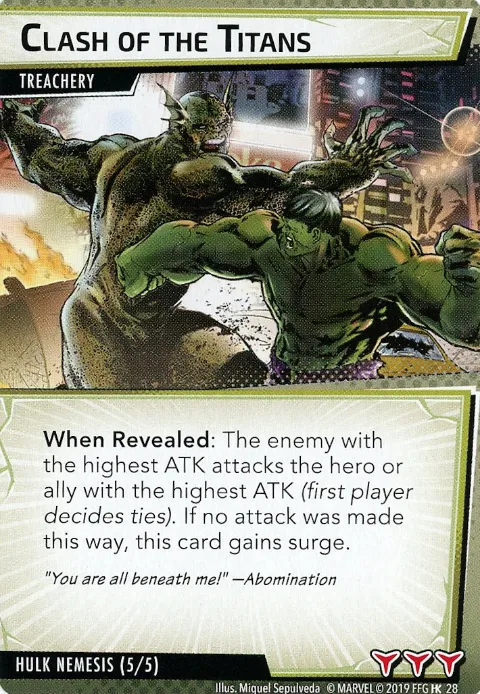 CLASH OF THE TITANS
TREACHERY
When Revealed: The enemy with
the highest ATK attacks the hero or
ally with the highest ATK (first player
decides ties). If no attack was made
this way, this card gains surge.
"You are all beneath me!" —Abomination
HULK NEMESIS (5/5)
Illus. Miguel Sepulveda © MARVEL © 2019 FFG HK 28